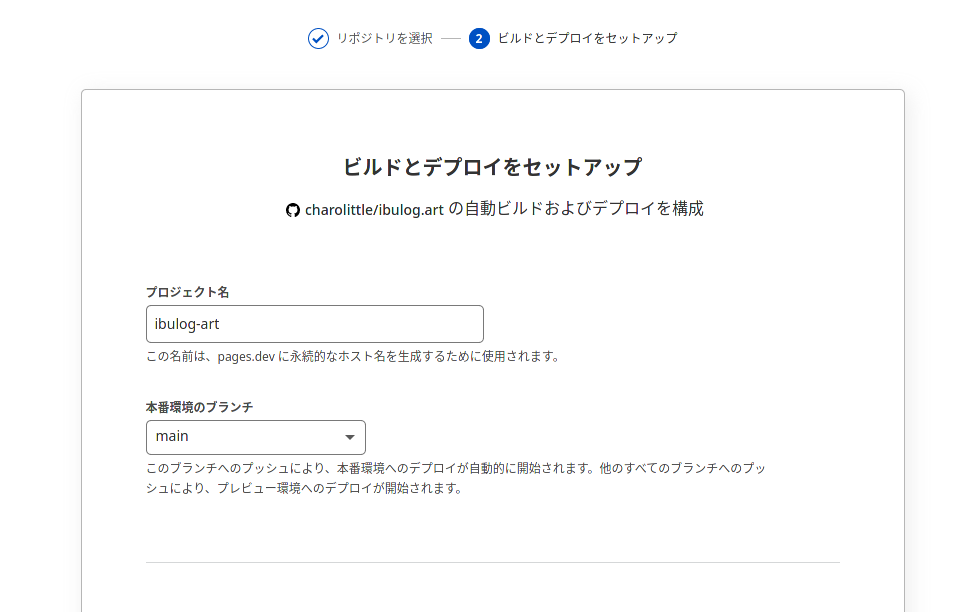 リポジトリを選択 2 ビルドとデプロイをセットアップ
ビルドとデプロイをセットアップ
charolittle/ibulog.art の自動ビルドおよびデプロイを構成
プロジェクト名
ibulog-art
この名前は、pages.dev に永続的なホスト名を生成するために使用されます。
本番環境のブランチ
main
このブランチへのプッシュにより、本番環境へのデプロイが自動的に開始されます。他のすべてのブランチへのプッ
シュにより、プレビュー環境へのデプロイが開始されます。